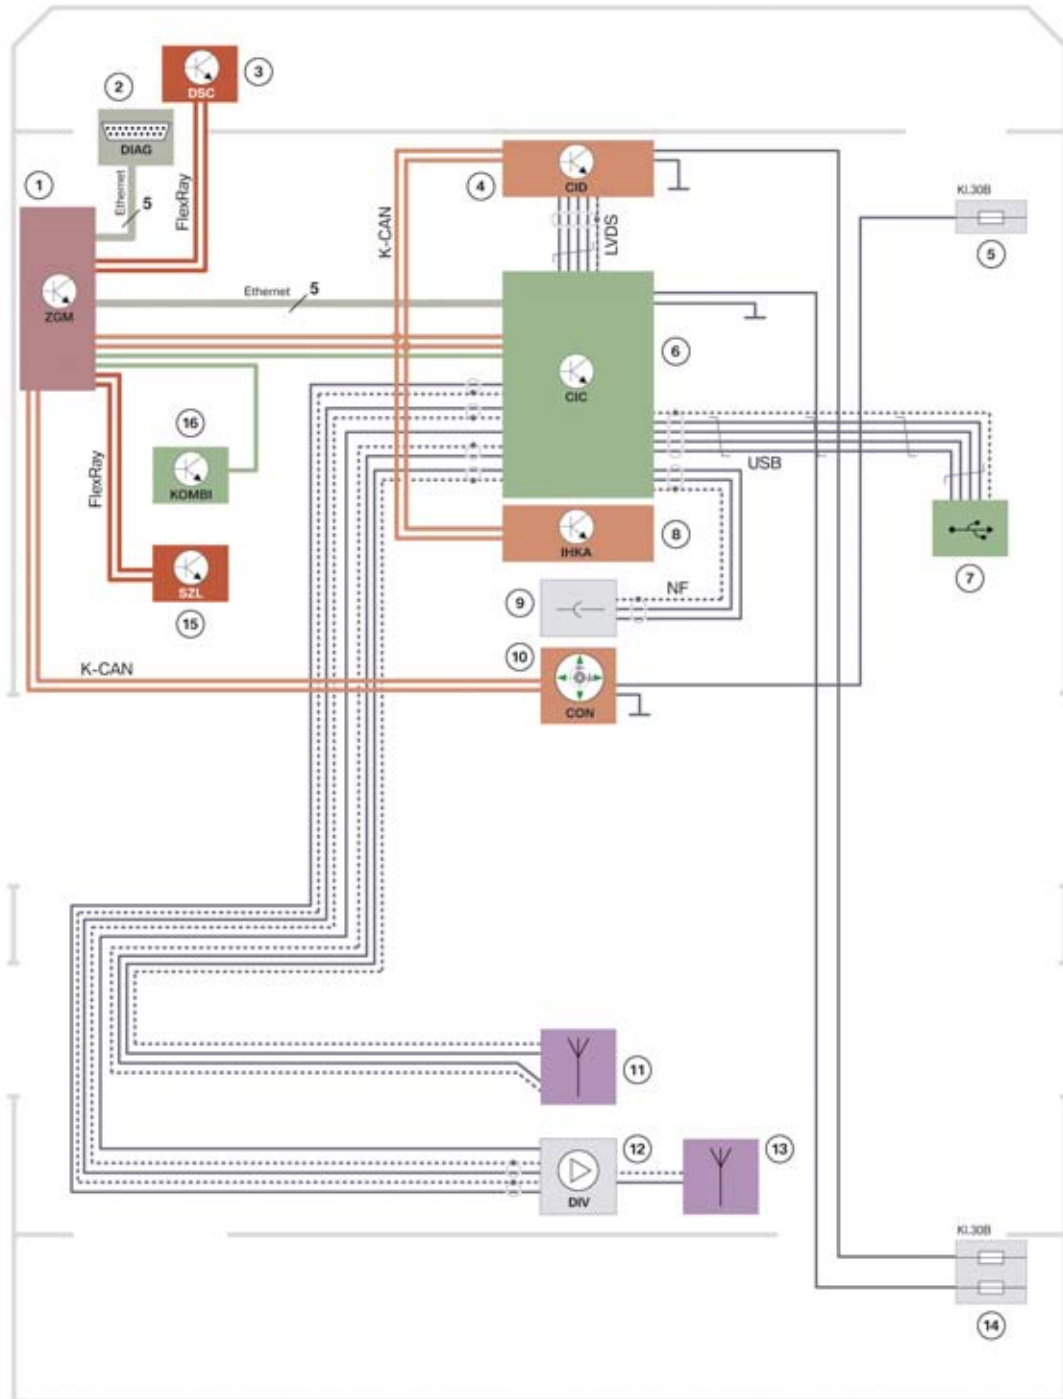 3
DSC
2
DIAG
1
Ethernet
5
FlexRay
4
CID
K-CAN
LVDS
Kl.30B
5
ZGM
Ethernet
5
6
CIC
16
KOMBI
USB
FlexRay
IHKA
8
7
SZL
15
9
NF
10
K-CAN
CON
11
12
DIV
13
Kl.30B
14